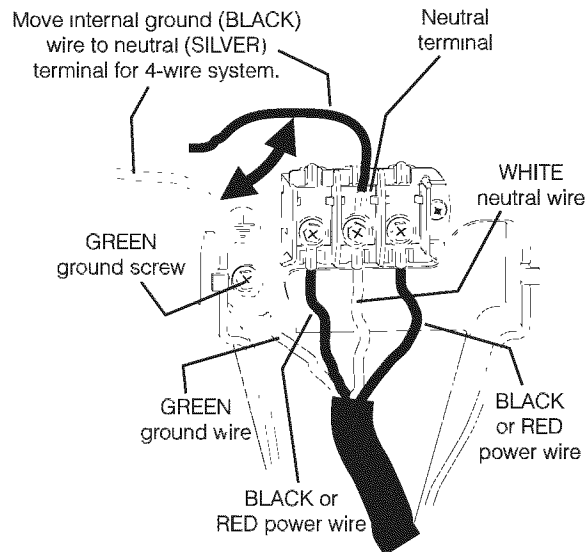 Move internal ground (BLACK)
wire to neutral (SILVER)
terminal for 4-wire system.
Neutral
terminal
WHITE
neutral wire
GREEN
ground screw
GREEN
ground wire
BLACK
or RED
power wire
BLACK or
RED power wire